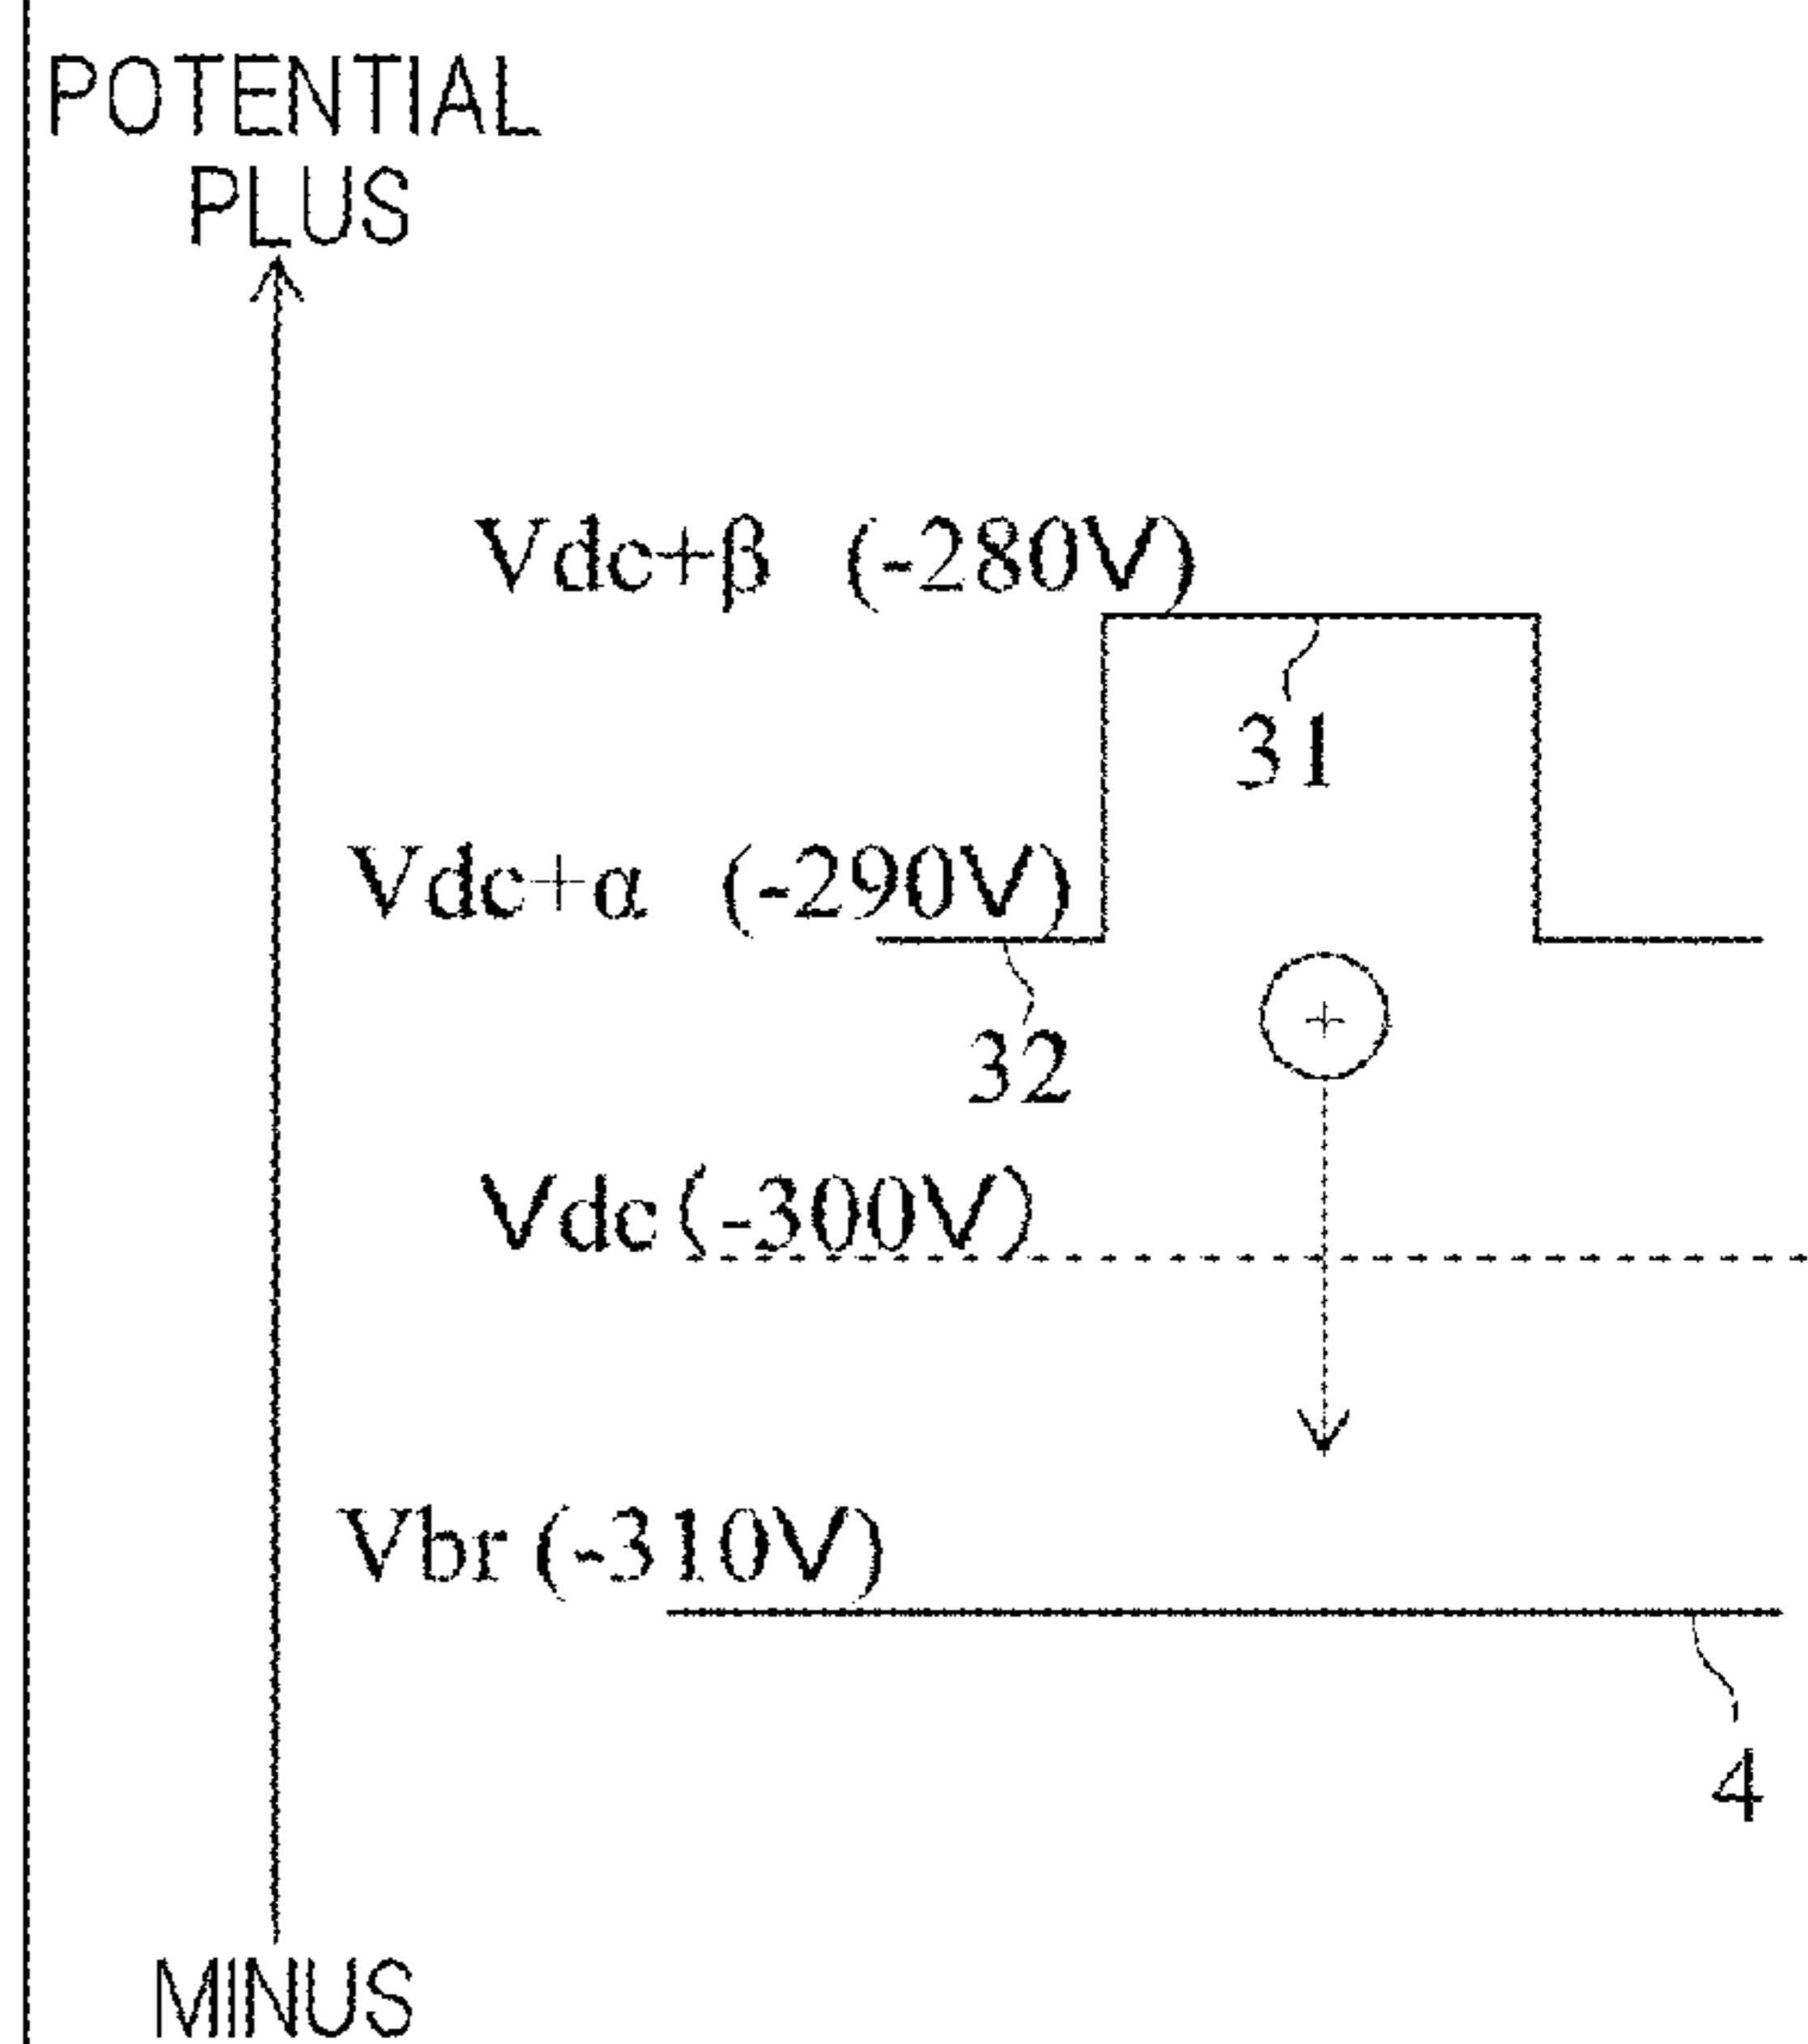 POTENTIAL
PLUS
Vdc+β (-280V)
31
Vdc+α (-290V)
32
+
Vdc (-300V)
Vbr (-310V)
4
MINUS